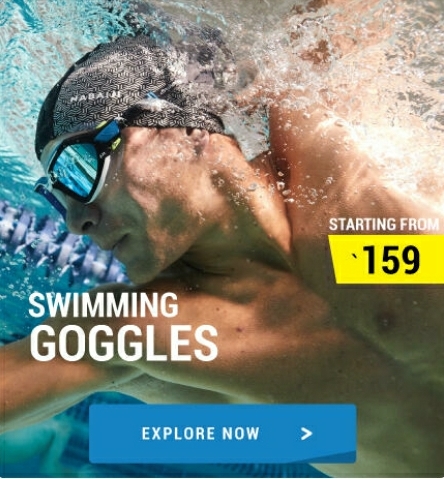 NABAIJI
STARTING FROM
`159
SWIMMING
GOGGLES
EXPLORE NOW >